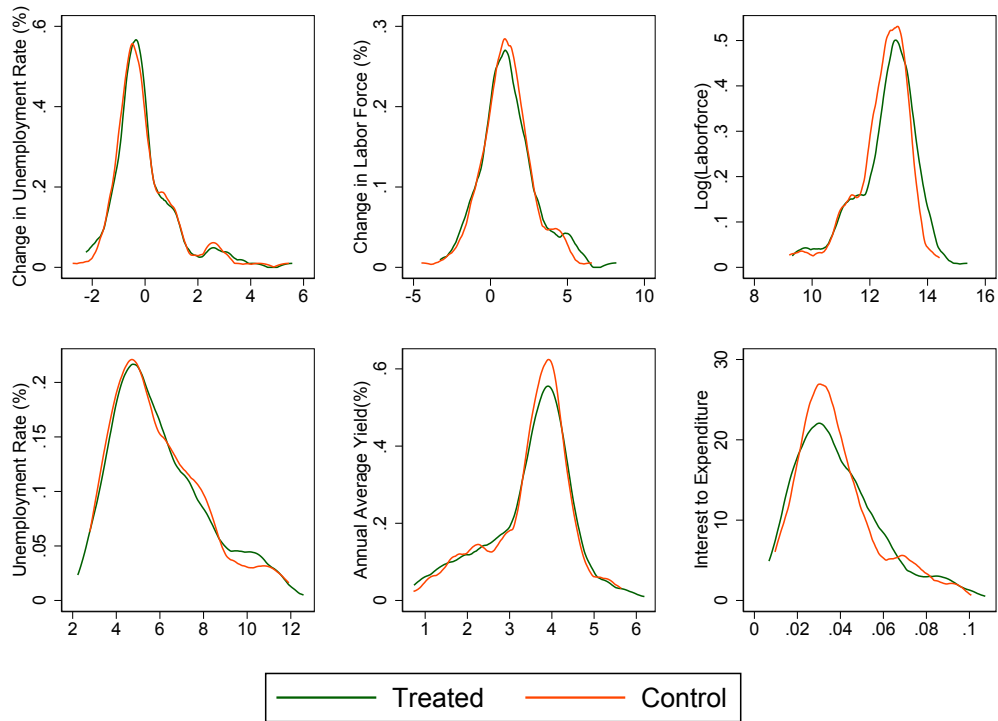 Change in Unemployment Rate (%)
0 .2 .4 .6
-2 0 2 4 6
Change in Labor Force (%)
0 .1 .2 .3
-5 0 5 10
Log(Laborforce)
0 .1 .2 .3 .4 .5
8 10 12 14 16
Unemployment Rate (%)
0 .05 .1 .15 .2
2 4 6 8 10 12
Annual Average Yield(%)
0 .2 .4 .6
1 2 3 4 5 6
Interest to Expenditure
0 10 20 30
0 .02 .04 .06 .08 .1
Treated Control